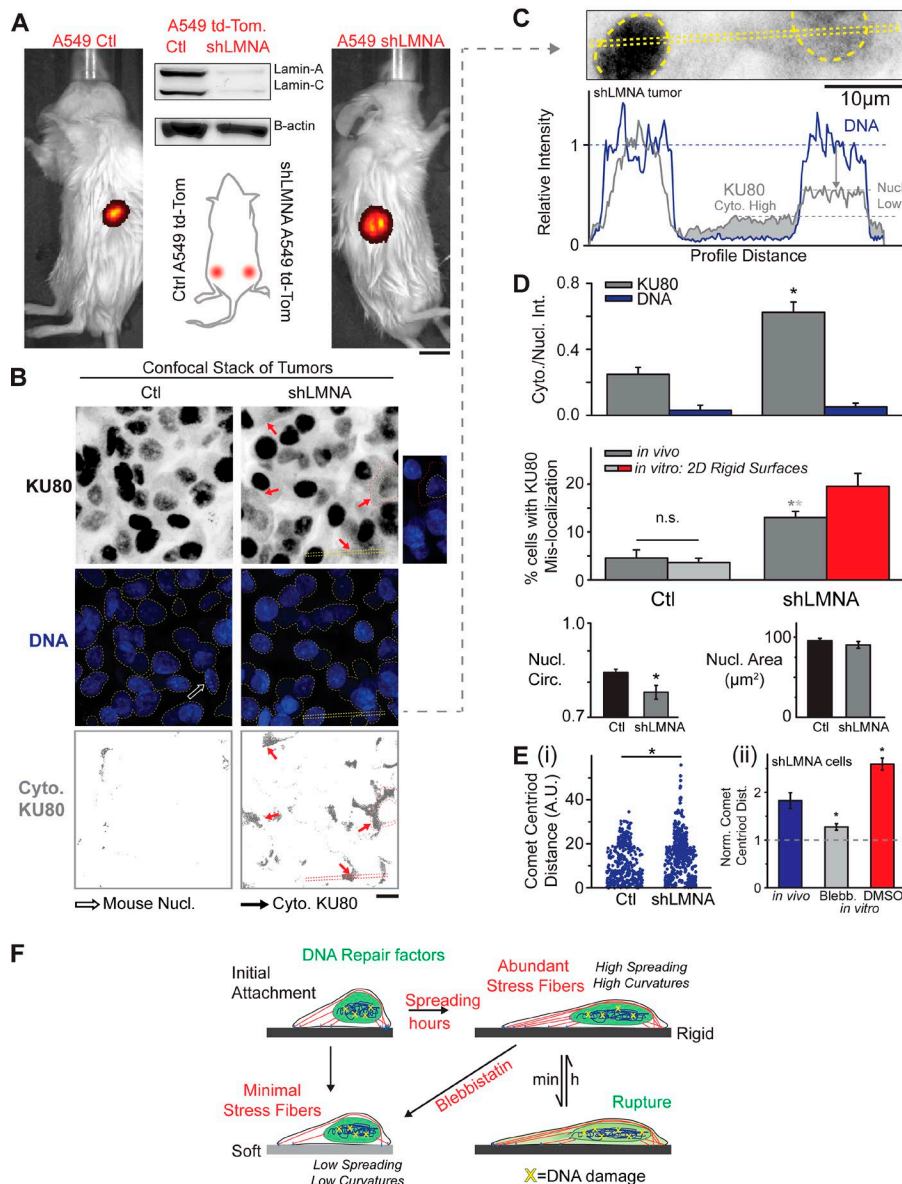 A
A549 Ctl
A549 td-Tom.
Ctl shLMNA
Lamin-A
Lamin-C
B-actin
A549 shLMNA
Ctrl A549 td-Tom
shLMNA A549 td-Tom
B
Confocal Stack of Tumors
Ctl shLMNA
KU80
DNA
Cyto.
KU80
Mouse Nucl.
Cyto. KU80
C
10µm
shLMNA tumor
DNA
KU80
Cyto. High
Nucl
Low
Relative Intensity
1
0
Profile Distance
D
KU80
DNA
*
Cyto./Nucl. Int.
0.8
0.4
0.0
in vivo
in vitro: 2D Rigid Surfaces
% cells with KU80
Mis-localization
20
10
0
n.s.
**
Ctl shLMNA
Nucl.
Circ.
1.0
0.7
*
Ctl shLMNA
Nucl. Area
(µm²)
100
0
Ctl shLMNA
E (i)
*
Comet Centriod
Distance (A.U.)
60
40
20
0
Ctl shLMNA
(ii)
shLMNA cells
Norm. Comet
Centriod Dist.
2
1
0
*
*
in vivo Blebb. DMSO
in vitro
F
DNA Repair factors
Initial
Attachment
Spreading
hours
Abundant
Stress Fibers
High Spreading
High Curvatures
Rigid
Minimal
Stress Fibers
Blebbistatin
min h
Rupture
Soft
Low Spreading
Low Curvatures
X=DNA damage